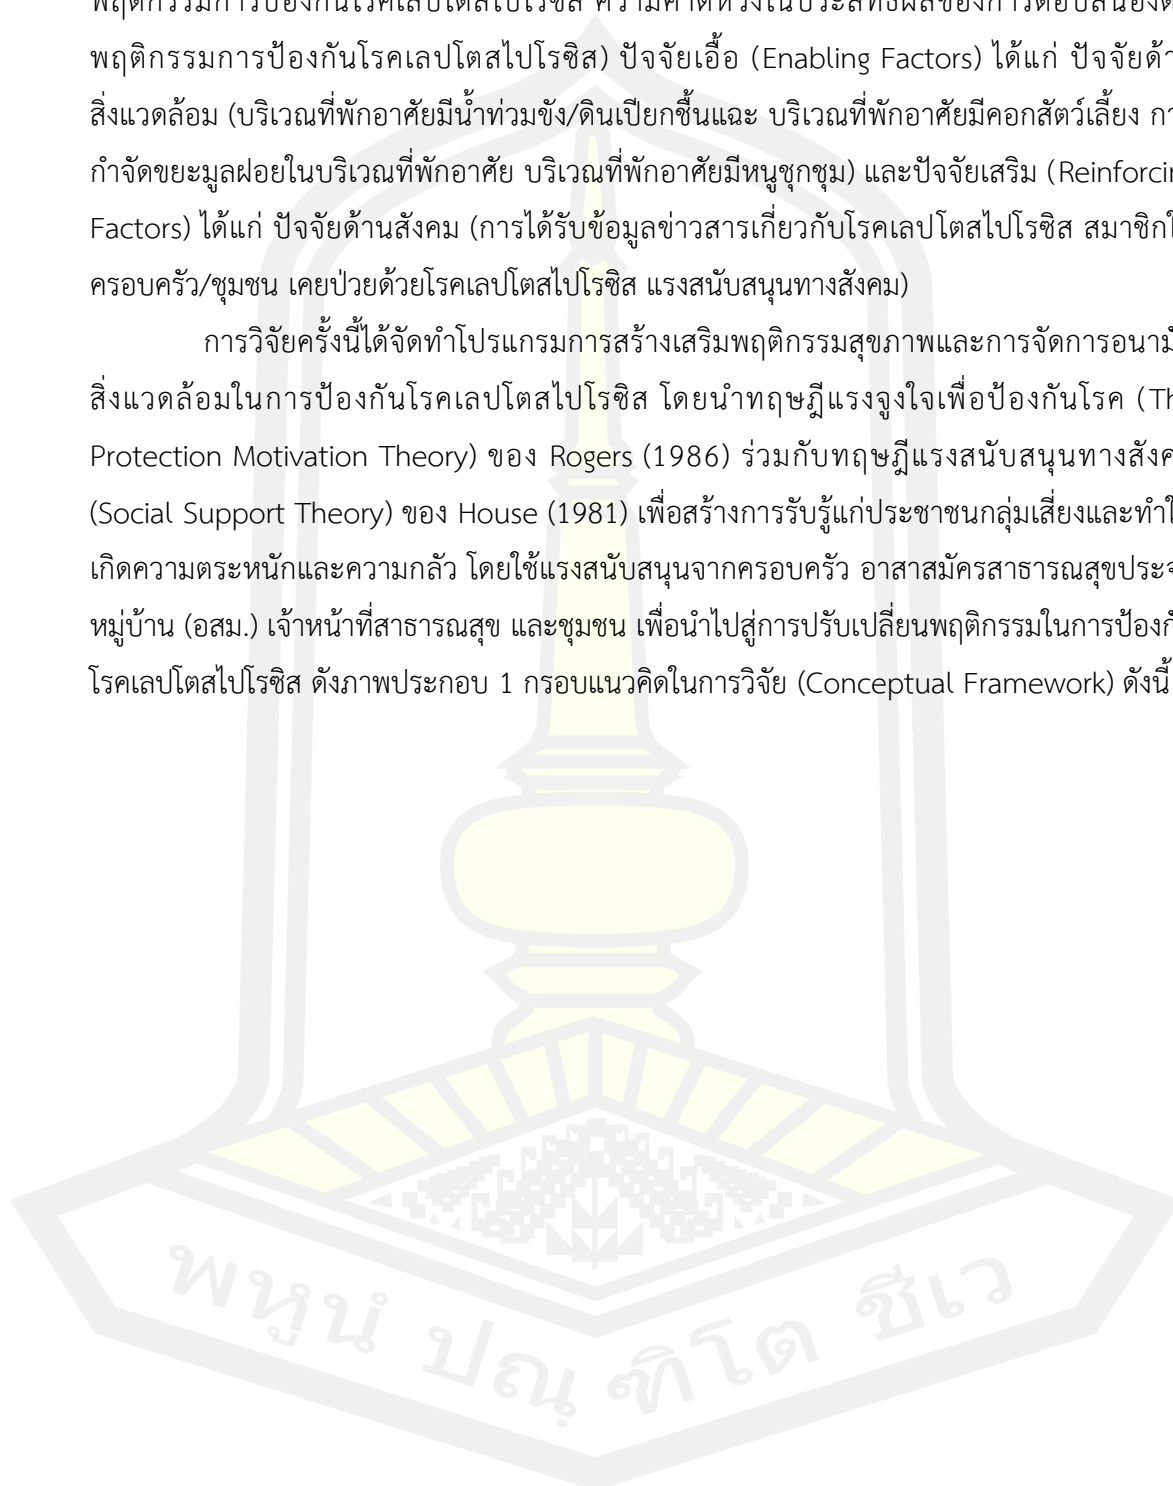 พฤติกรรมการป้องกันโรคเลปโตสไปโรซิส ความคาดหวังในประสิทธิผลของการตอบสนองต
พฤติกรรมการป้องกันโรคเลปโตสไปโรซิส) ปัจจัยเอื้อ (Enabling Factors) ได้แก่ ปัจจัยด้า
สิ่งแวดล้อม (บริเวณที่พักอาศัยมีน้ำท่วมขัง/ดินเปียกชื้นแฉะ บริเวณที่พักอาศัยมีคอกสัตว์เลี้ยง กา
กำจัดขยะมูลฝอยในบริเวณที่พักอาศัย บริเวณที่พักอาศัยมีหนูชุกชุม) และปัจจัยเสริม (Reinforcin
Factors) ได้แก่ ปัจจัยด้านสังคม (การได้รับข้อมูลข่าวสารเกี่ยวกับโรคเลปโตสไปโรซิส สมาชิกใ
ครอบครัว/ชุมชน เคยป่วยด้วยโรคเลปโตสไปโรซิส แรงสนับสนุนทางสังคม)
การวิจัยครั้งนี้ได้จัดทำโปรแกรมการสร้างเสริมพฤติกรรมสุขภาพและการจัดการอนามั
สิ่งแวดล้อมในการป้องกันโรคเลปโตสไปโรซิส โดยนำทฤษฎีแรงจูงใจเพื่อป้องกันโรค (Th
Protection Motivation Theory) ของ Rogers (1986) ร่วมกับทฤษฎีแรงสนับสนุนทางสังค
(Social Support Theory) ของ House (1981) เพื่อสร้างการรับรู้แก่ประชาชนกลุ่มเสี่ยงและทำใ
เกิดความตระหนักและความกลัว โดยใช้แรงสนับสนุนจากครอบครัว อาสาสมัครสาธารณสุขประจ
หมู่บ้าน (อสม.) เจ้าหน้าที่สาธารณสุข และชุมชน เพื่อนำไปสู่การปรับเปลี่ยนพฤติกรรมในการป้องกั
โรคเลปโตสไปโรซิส ดังภาพประกอบ 1 กรอบแนวคิดในการวิจัย (Conceptual Framework) ดังนี้
พหูนํ ปณฺฑิโต ชีเว